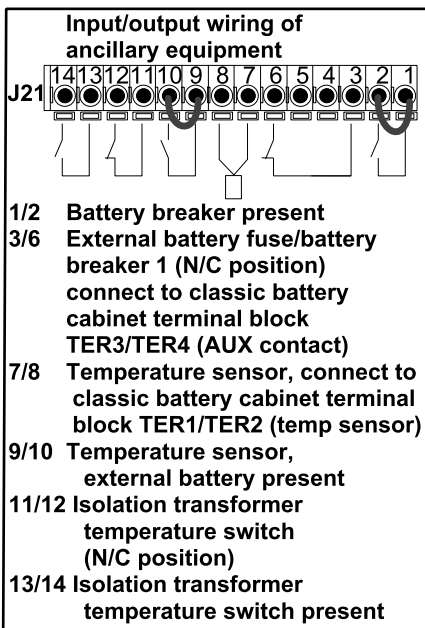 Input/output wiring of
ancillary equipment
14 13 12 11 10 9 8 7 6 5 4 3 2 1
J21
1/2 Battery breaker present
3/6 External battery fuse/battery
breaker 1 (N/C position)
connect to classic battery
cabinet terminal block
TER3/TER4 (AUX contact)
7/8 Temperature sensor, connect to
classic battery cabinet terminal
block TER1/TER2 (temp sensor)
9/10 Temperature sensor,
external battery present
11/12 Isolation transformer
temperature switch
(N/C position)
13/14 Isolation transformer
temperature switch present